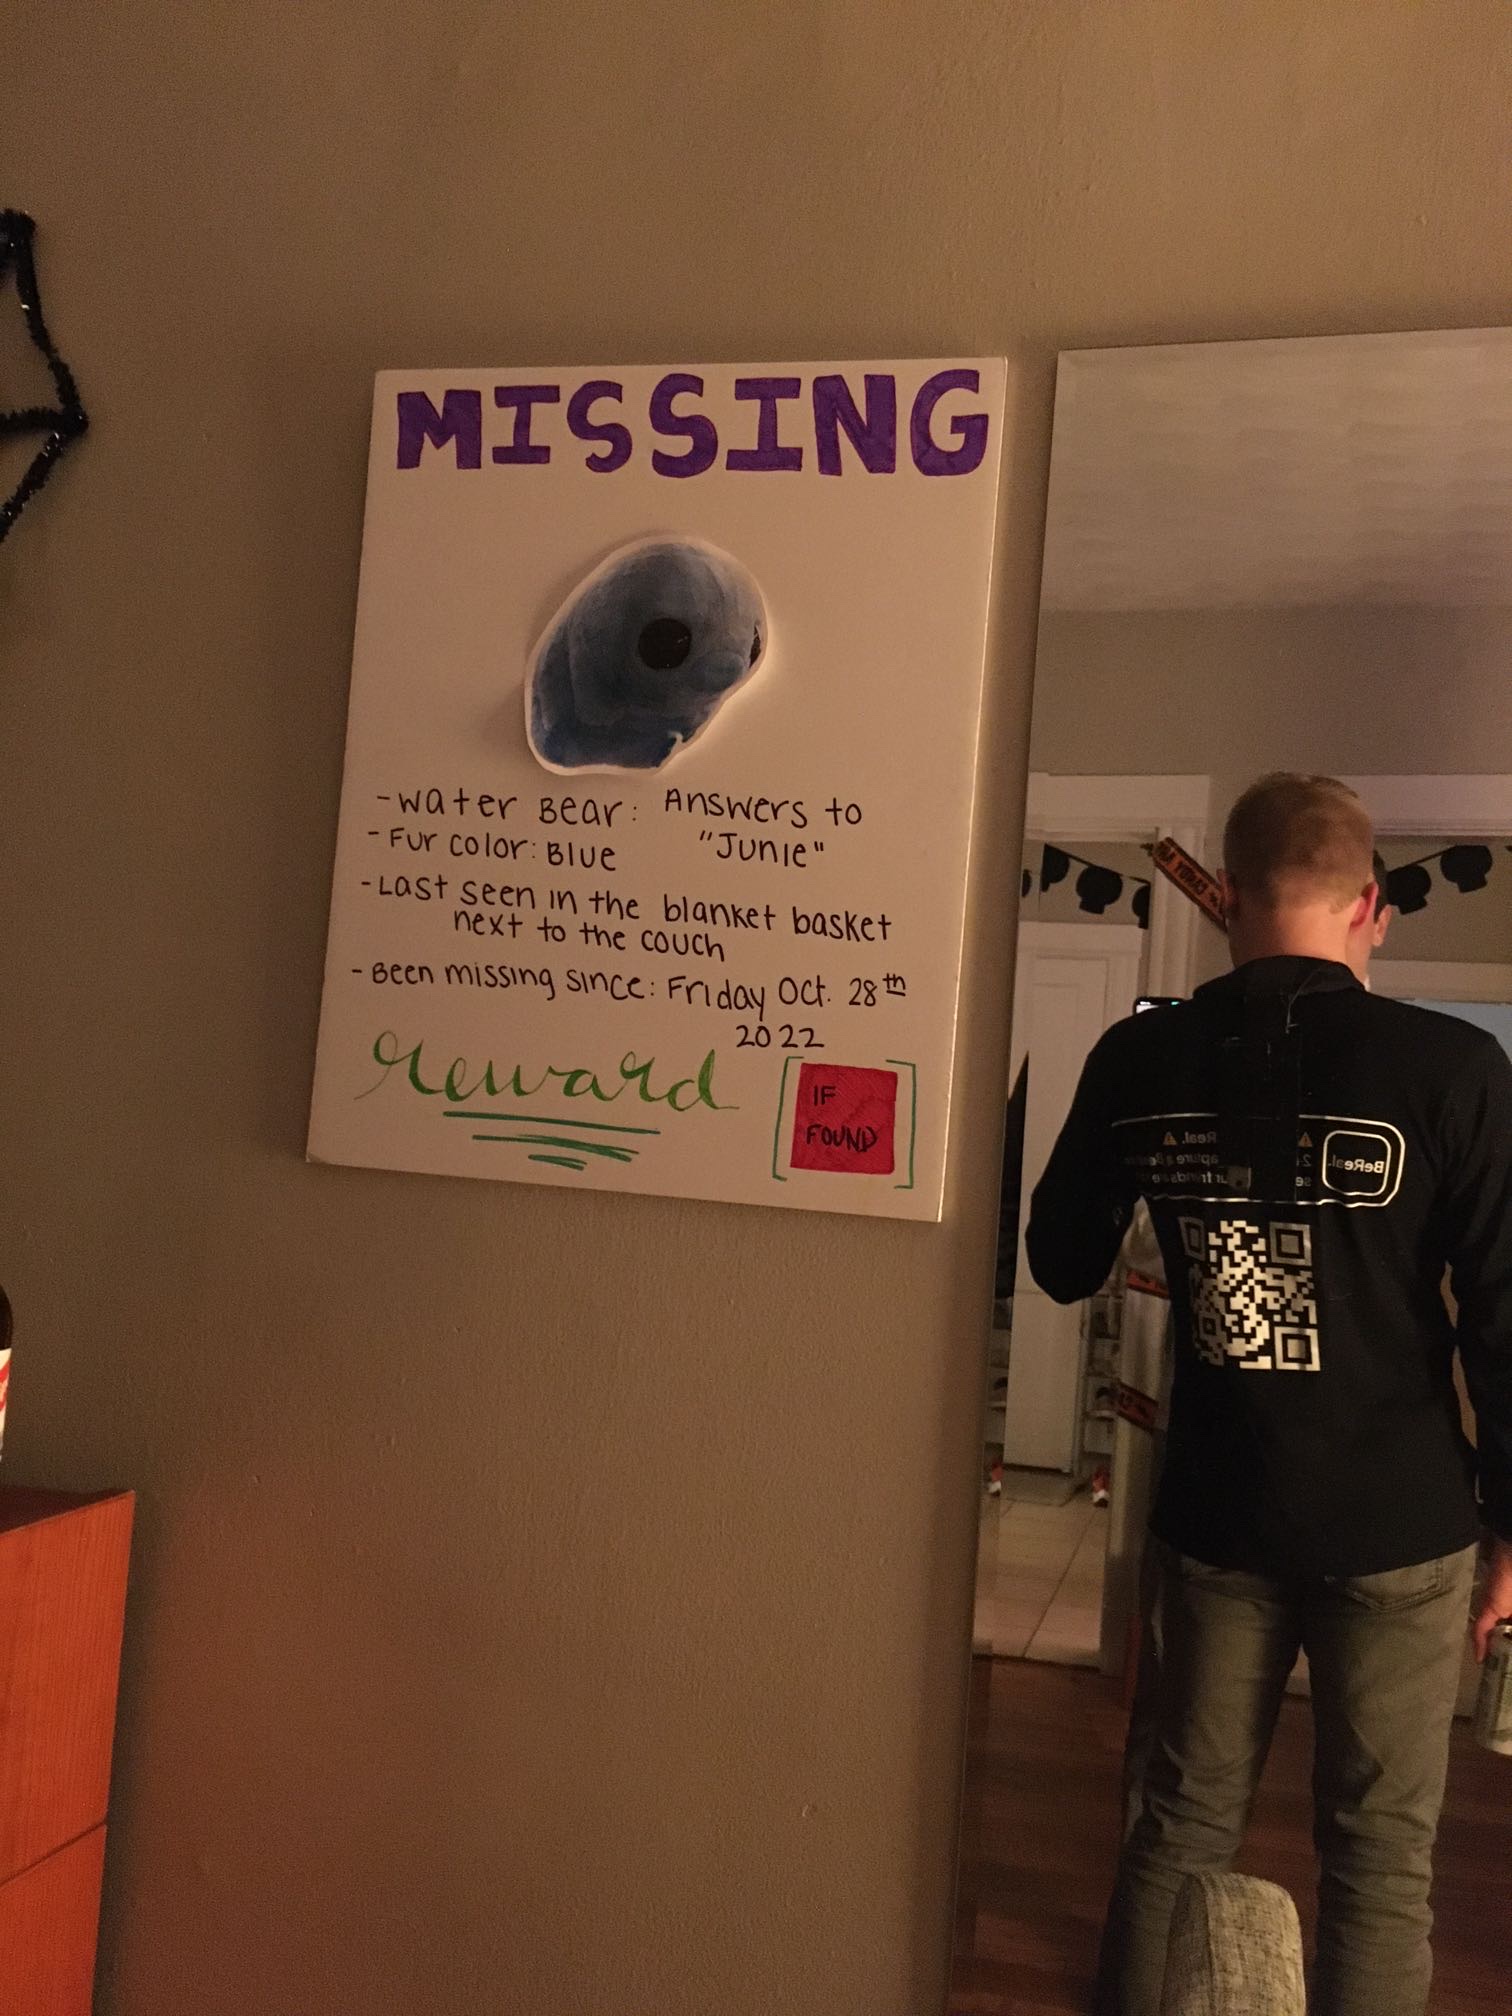 MISSING
- Water Bear: Answers to
"Junie"
- Fur color: Blue
- Last seen in the blanket basket
next to the couch
- Been missing since: Friday Oct. 28th
2022
reward
IF
FOUND
BeReal.